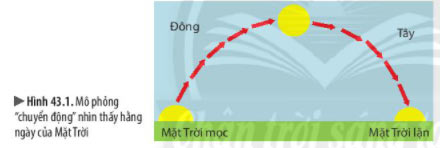 Đông
Tây
▶ Hình 43.1. Mô phỏng
"chuyển động" nhìn thấy hằng
ngày của Mặt Trời
Mặt Trời mọc
Mặt Trời lặn